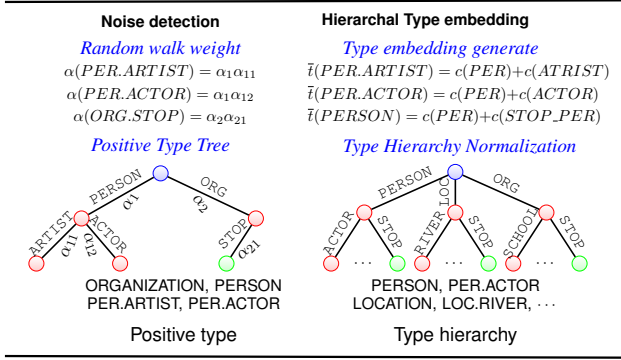 Noise detection
Random walk weight
α(PER.ARTIST) = α₁α₁₁
α(PER.ACTOR) = α₁α₁₂
α(ORG.STOP) = α₂α₂₁
Positive Type Tree
PERSON
ORG
α1
α2
ARTIST
ACTOR
STOP
α11
α12
α21
ORGANIZATION, PERSON
PER.ARTIST, PER.ACTOR
Positive type
Hierarchal Type embedding
Type embedding generate
t̄(PER.ARTIST) = c(PER)+c(ATRIST)
t̄(PER.ACTOR) = c(PER)+c(ACTOR)
t̄(PERSON) = c(PER)+c(STOP_PER)
Type Hierarchy Normalization
PERSON
LOC
ORG
ACTOR
STOP
RIVER
STOP
SCHOOL
STOP
··· ··· ···
PERSON, PER.ACTOR
LOCATION, LOC.RIVER, ···
Type hierarchy